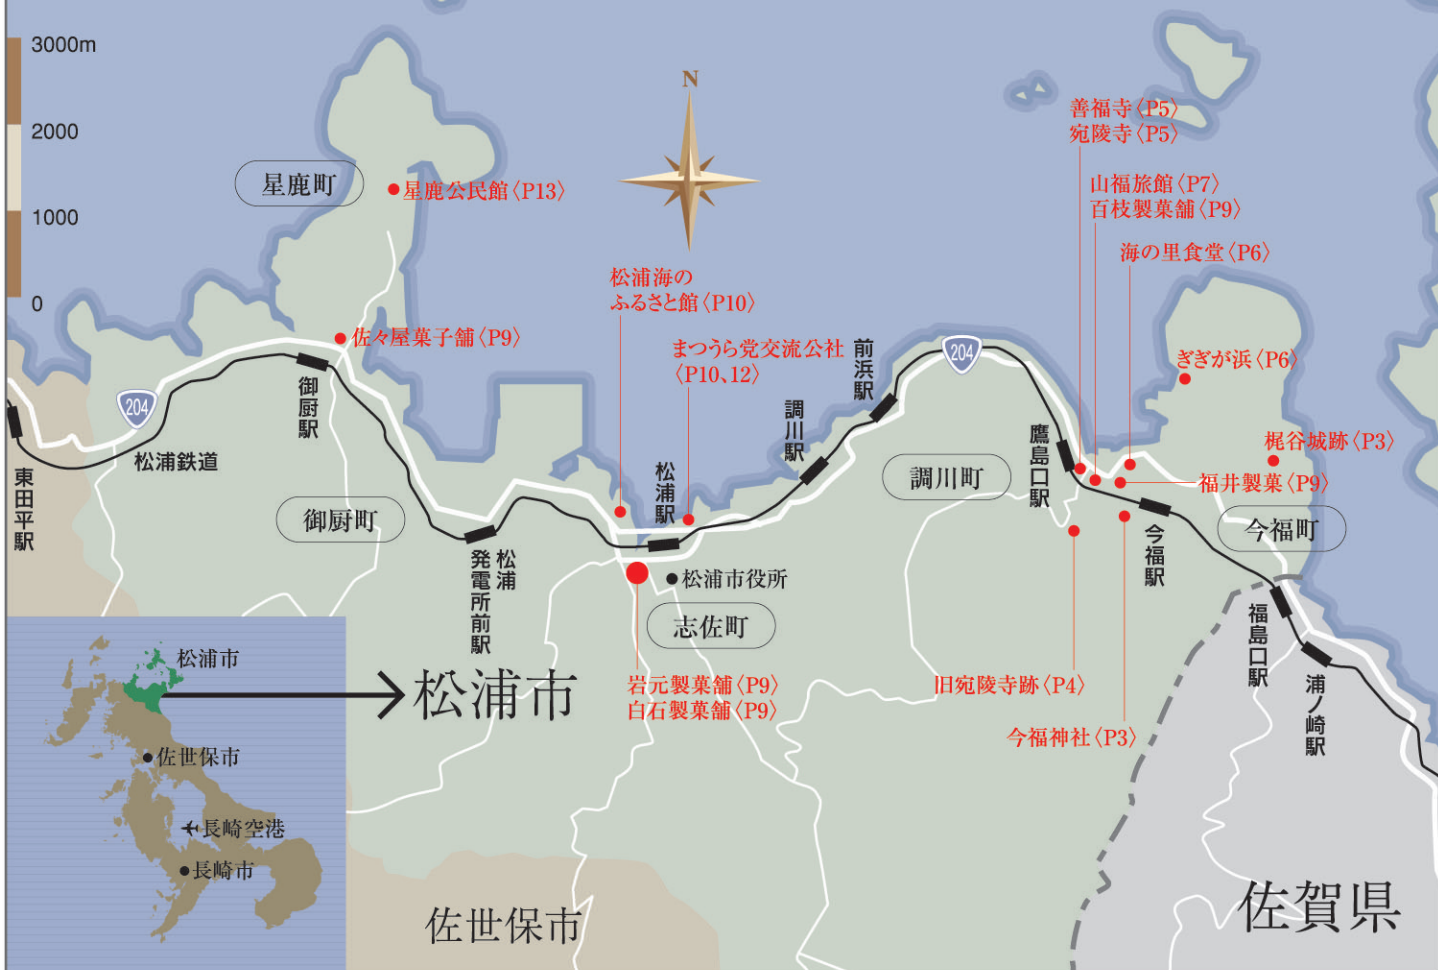 3000m
2000
1000
0
N
星鹿町
星鹿公民館〈P13〉
善福寺〈P5〉
宛陵寺〈P5〉
山福旅館〈P7〉
百枝製菓舗〈P9〉
海の里食堂〈P6〉
松浦海の
ふるさと館〈P10〉
佐々屋菓子舗〈P9〉
まつうら党交流公社
〈P10、12〉
前浜駅
204
ぎぎが浜〈P6〉
204
御厨駅
調川駅
鷹島口駅
梶谷城跡〈P3〉
松浦鉄道
東田平駅
松浦駅
調川町
福井製菓〈P9〉
御厨町
今福町
松浦
発電所前駅
今福駅
松浦市役所
志佐町
福島口駅
浦ノ崎駅
岩元製菓舗〈P9〉
白石製菓舗〈P9〉
旧宛陵寺跡〈P4〉
今福神社〈P3〉
松浦市
松浦市
佐世保市
長崎空港
長崎市
佐世保市
佐賀県